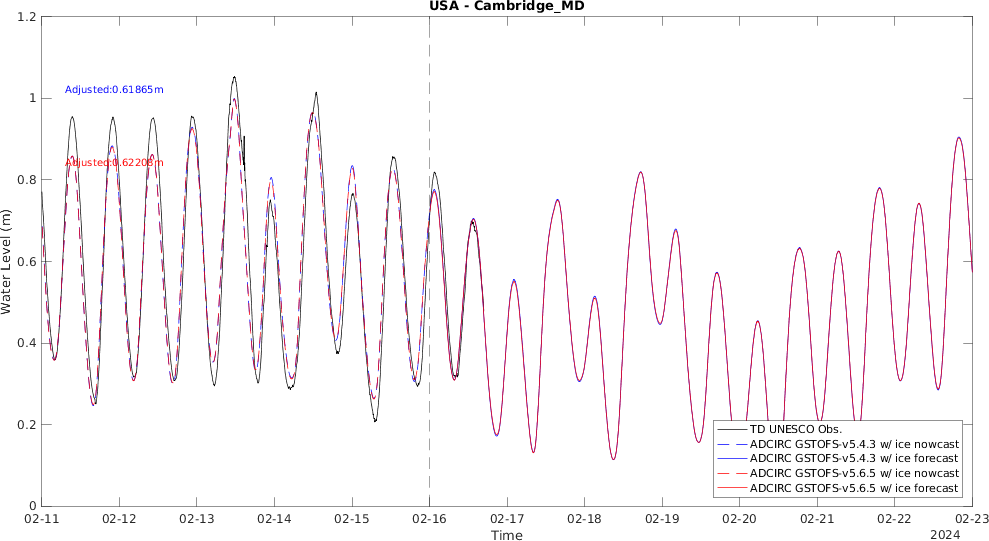 USA - Cambridge_MD
1.2
1
0.8
0.6
0.4
0.2
0
Water Level (m)
Adjusted:0.61865m
Adjusted:0.62208m
TD UNESCO Obs.
ADCIRC GSTOFS-v5.4.3 w/ ice nowcast
ADCIRC GSTOFS-v5.4.3 w/ ice forecast
ADCIRC GSTOFS-v5.6.5 w/ ice nowcast
ADCIRC GSTOFS-v5.6.5 w/ ice forecast
02-11 02-12 02-13 02-14 02-15 02-16 02-17 02-18 02-19 02-20 02-21 02-22 02-23
Time
2024